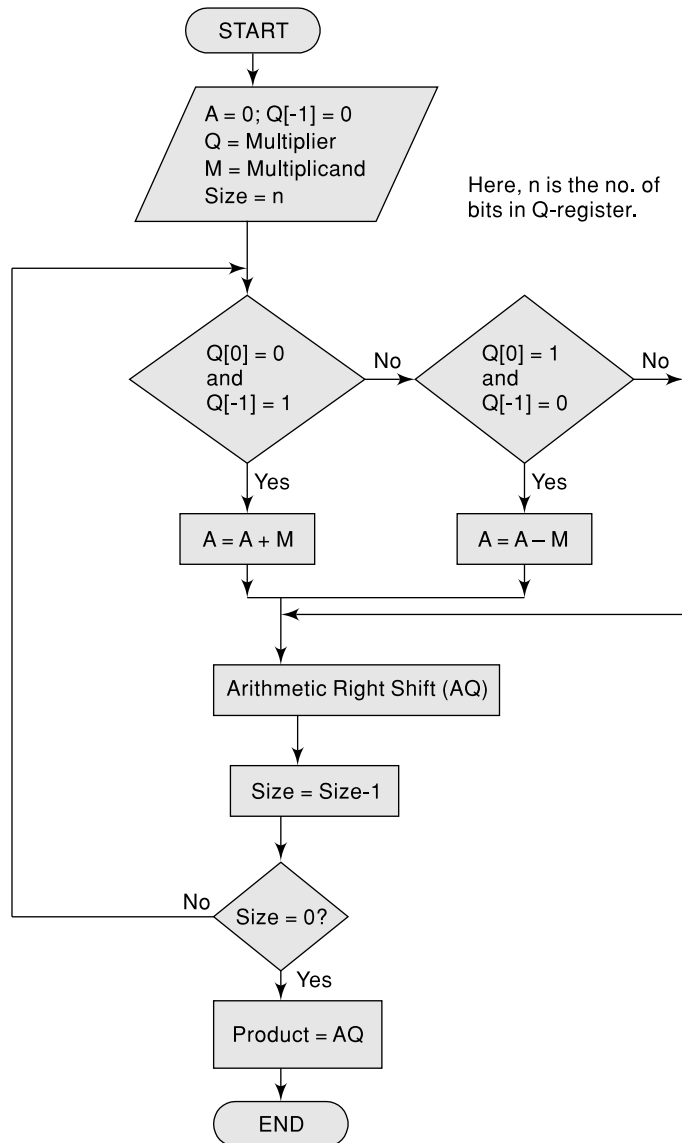 START
A = 0; Q[-1] = 0
Q = Multiplier
M = Multiplicand
Size = n
Here, n is the no. of
bits in Q-register.
Q[0] = 0
and
Q[-1] = 1
No
Q[0] = 1
and
Q[-1] = 0
No
Yes
Yes
A = A + M
A = A – M
Arithmetic Right Shift (AQ)
Size = Size-1
No
Size = 0?
Yes
Product = AQ
END